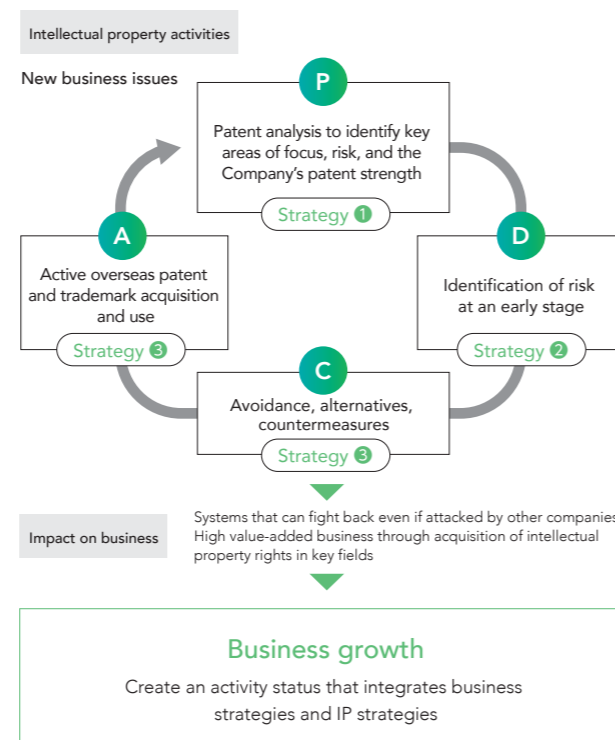 Intellectual property activities
New business issues
P
Patent analysis to identify key
areas of focus, risk, and the
Company's patent strength
Strategy ❶
A
Active overseas patent
and trademark acquisition
and use
Strategy ❸
D
Identification of risk
at an early stage
Strategy ❷
C
Avoidance, alternatives,
countermeasures
Strategy ❸
Impact on business
Systems that can fight back even if attacked by other companies
High value-added business through acquisition of intellectual
property rights in key fields
Business growth
Create an activity status that integrates business
strategies and IP strategies